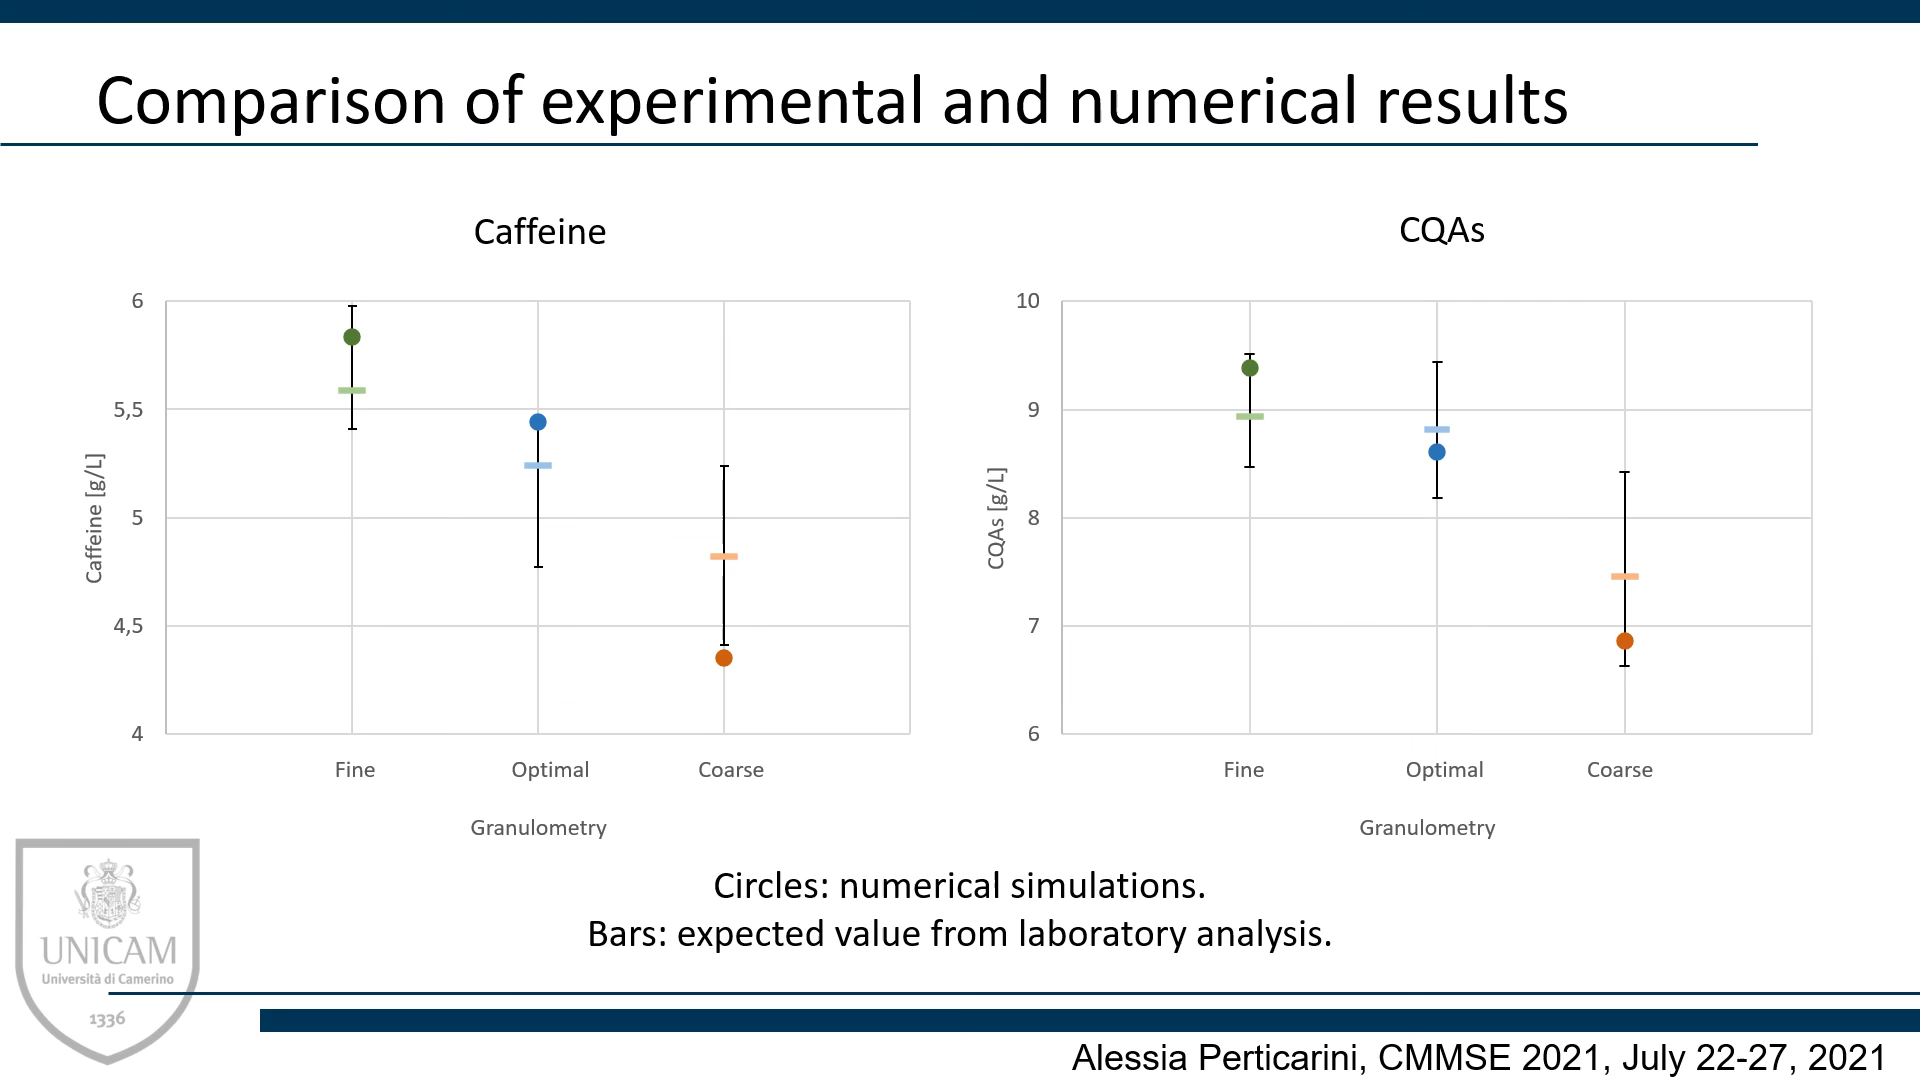 Comparison of experimental and numerical results
Caffeine
CQAs
6
5,5
5
4,5
4
Caffeine [g/L]
Fine
Optimal
Coarse
Granulometry
10
9
8
7
6
CQAs [g/L]
Fine
Optimal
Coarse
Granulometry
Circles: numerical simulations.
Bars: expected value from laboratory analysis.
UNICAM
Università di Camerino
1336
Alessia Perticarini, CMMSE 2021, July 22-27, 2021